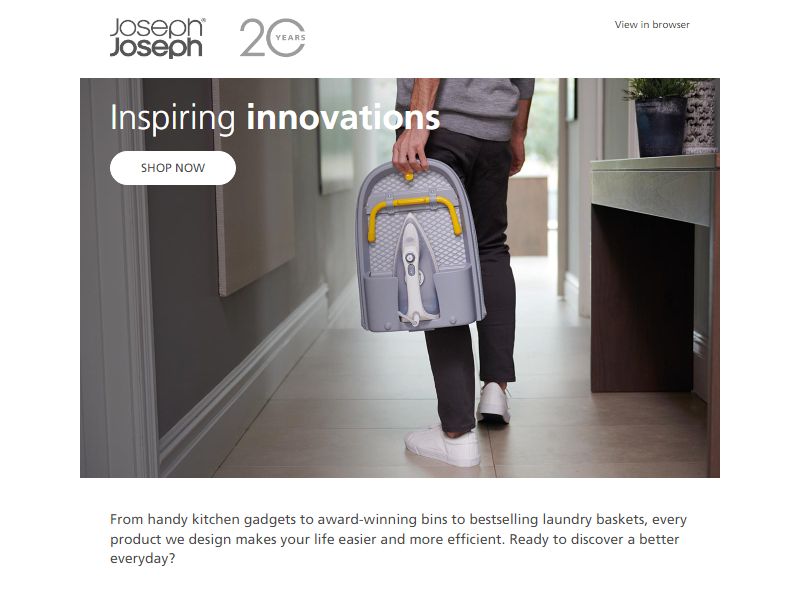 Joseph®
Joseph
20 YEARS
View in browser
Inspiring innovations
SHOP NOW
From handy kitchen gadgets to award-winning bins to bestselling laundry baskets, every
product we design makes your life easier and more efficient. Ready to discover a better
everyday?